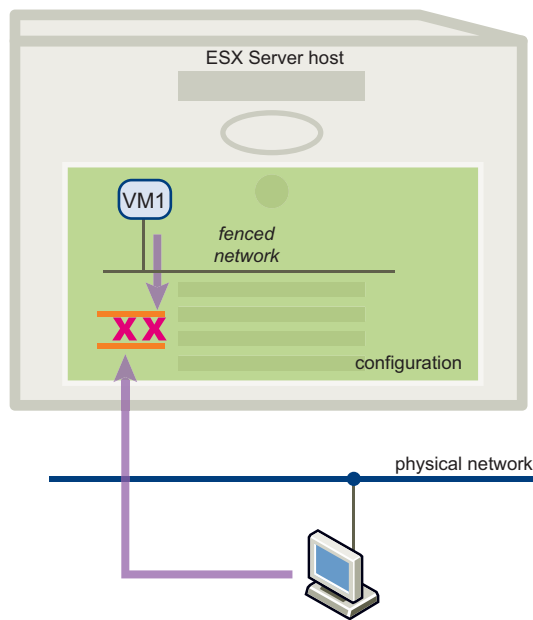 ESX Server host
VM1
fenced
network
X X
configuration
physical network